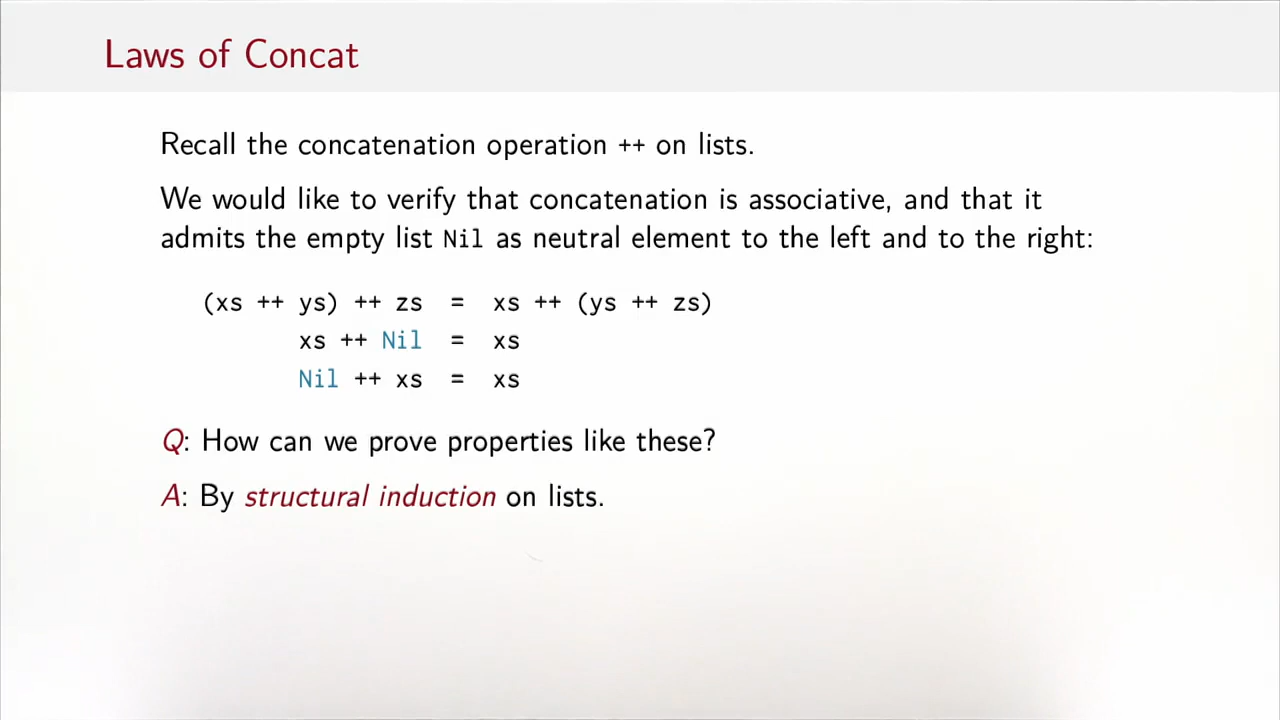 Laws of Concat
Recall the concatenation operation ++ on lists.
We would like to verify that concatenation is associative, and that it
admits the empty list Nil as neutral element to the left and to the right:
(xs ++ ys) ++ zs = xs ++ (ys ++ zs)
xs ++ Nil = xs
Nil ++ xs = xs
Q: How can we prove properties like these?
A: By structural induction on lists.